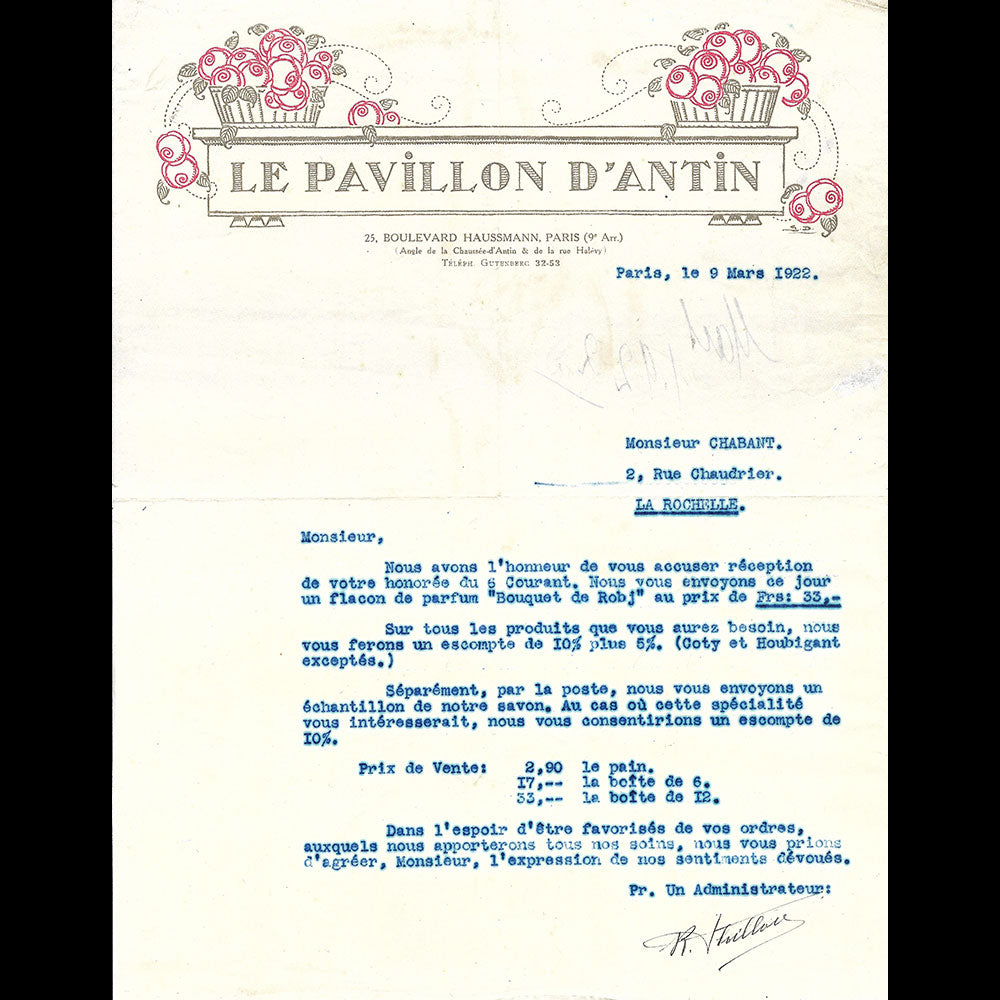 LE PAVILLON D'ANTIN
S.D.
25, BOULEVARD HAUSSMANN, PARIS (9e Arr.)
(Angle de la Chaussée-d'Antin & de la rue Halévy)
TÉLÉPH. GUTENBERG 32-53
Paris, le 9 Mars 1922.
Monsieur CHABANT.
2, Rue Chaudrier.
LA ROCHELLE.
Monsieur,
Nous avons l'honneur de vous accuser réception
de votre honorée du 6 Courant. Nous vous envoyons ce jour
un flacon de parfum "Bouquet de Robj" au prix de Frs: 33,-
Sur tous les produits que vous aurez besoin, nous
vous ferons un escompte de 10% plus 5%. (Coty et Houbigant
exceptés.)
Séparément, par la poste, nous vous envoyons un
échantillon de notre savon. Au cas où cette spécialité
vous intéresserait, nous vous consentirions un escompte de
10%.
Prix de Vente: 2,90 le pain.
17,-- la boîte de 6.
33,-- la boîte de 12.
Dans l'espoir d'être favorisés de vos ordres,
auxquels nous apporterons tous nos soins, nous vous prions
d'agréer, Monsieur, l'expression de nos sentiments dévoués.
Pr. Un Administrateur: